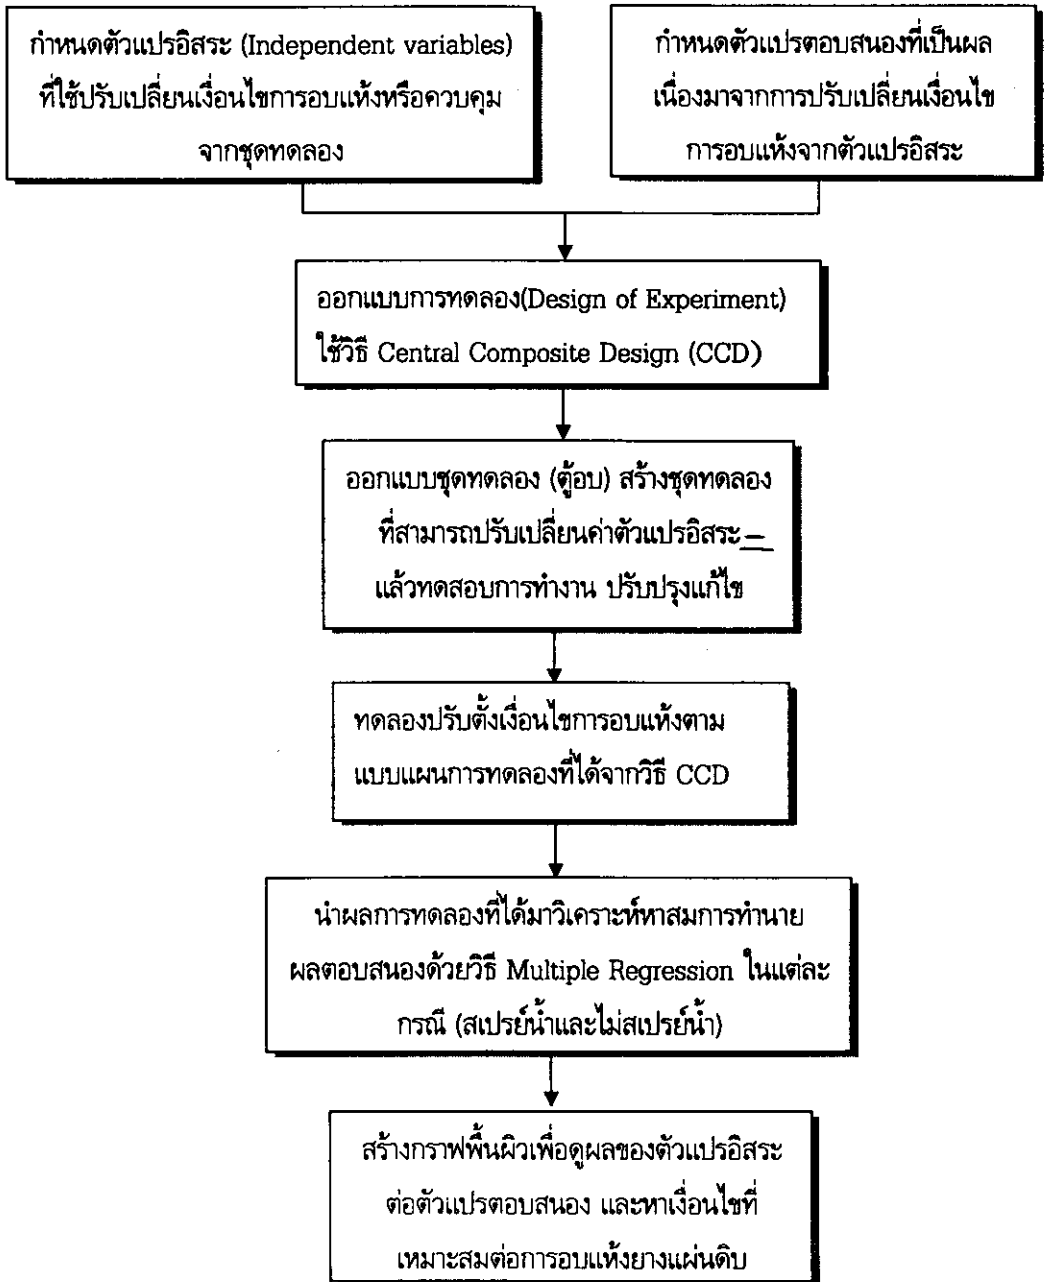 กำหนดตัวแปรอิสระ (Independent variables)
ที่ใช้ปรับเปลี่ยนเงื่อนไขการอบแห้งหรือควบคุม
จากชุดทดลอง
กำหนดตัวแปรตอบสนองที่เป็นผล
เนื่องมาจากการปรับเปลี่ยนเงื่อนไข
การอบแห้งจากตัวแปรอิสระ
ออกแบบการทดลอง(Design of Experiment)
ใช้วิธี Central Composite Design (CCD)
ออกแบบชุดทดลอง (ตู้อบ) สร้างชุดทดลอง
ที่สามารถปรับเปลี่ยนค่าตัวแปรอิสระ
แล้วทดสอบการทำงาน ปรับปรุงแก้ไข
ทดลองปรับตั้งเงื่อนไขการอบแห้งตาม
แบบแผนการทดลองที่ได้จากวิธี CCD
นำผลการทดลองที่ได้มาวิเคราะห์หาสมการทำนาย
ผลตอบสนองด้วยวิธี Multiple Regression ในแต่ละ
กรณี (สเปรย์น้ำและไม่สเปรย์น้ำ)
สร้างกราฟพื้นผิวเพื่อดูผลของตัวแปรอิสระ
ต่อตัวแปรตอบสนอง และหาเงื่อนไขที่
เหมาะสมต่อการอบแห้งยางแผ่นดิบ